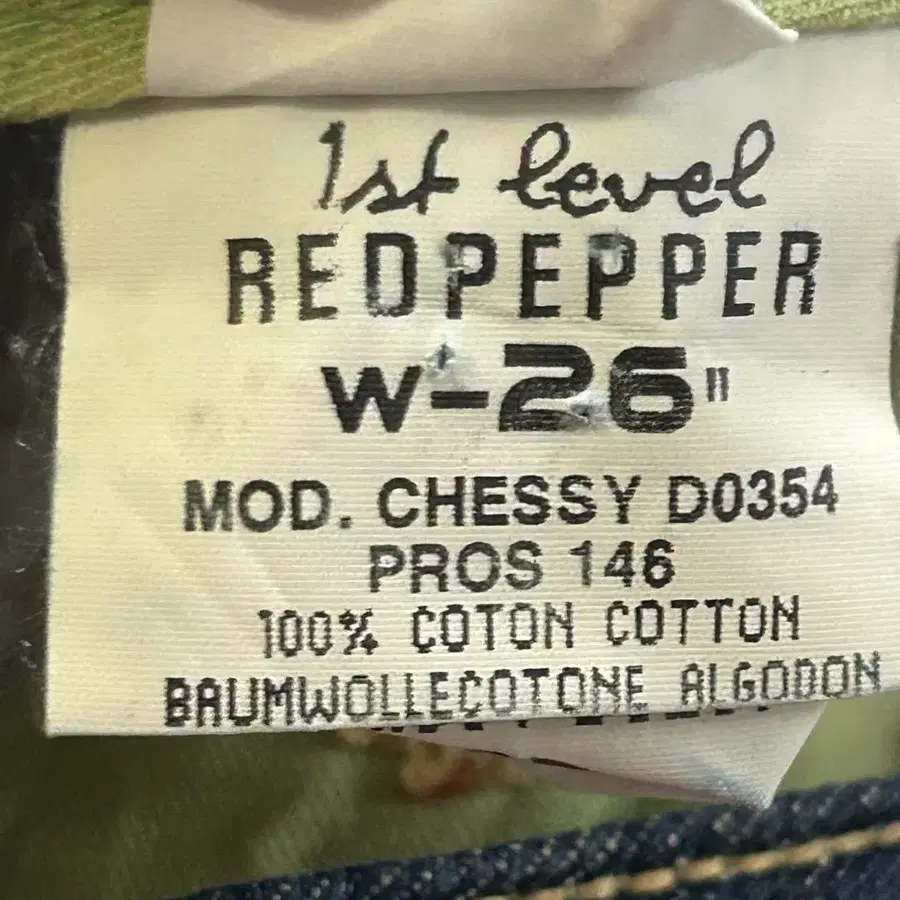 1st level
REDPEPPER
W-26"
MOD. CHESSY D0354
PROS 146
100% COTON COTTON
BAUMWOLLECOTONE ALGODON